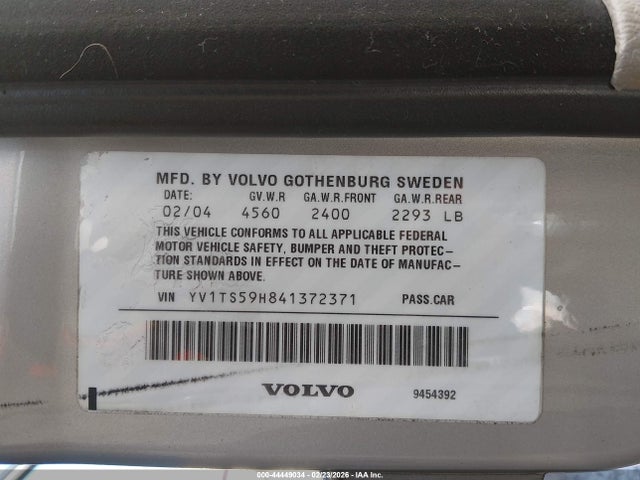 MFD. BY VOLVO GOTHENBURG SWEDEN
DATE: GV.W.R GA.W.R.FRONT GA.W.R.REAR
02/04 4560 2400 2293 LB
THIS VEHICLE CONFORMS TO ALL APPLICABLE FEDERAL
MOTOR VEHICLE SAFETY, BUMPER AND THEFT PROTEC-
TION STANDARDS IN EFFECT ON THE DATE OF MANUFAC-
TURE SHOWN ABOVE.
VIN YV1TS59H841372371 PASS.CAR
VOLVO 9454392
000-44449034 - 02/23/2026 - IAA Inc.